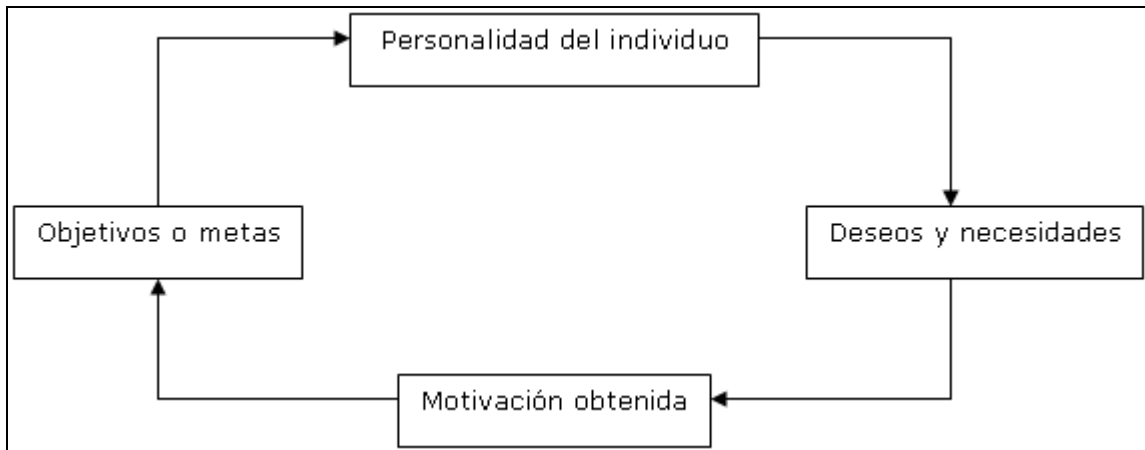 Personalidad del individuo
Objetivos o metas
Deseos y necesidades
Motivación obtenida